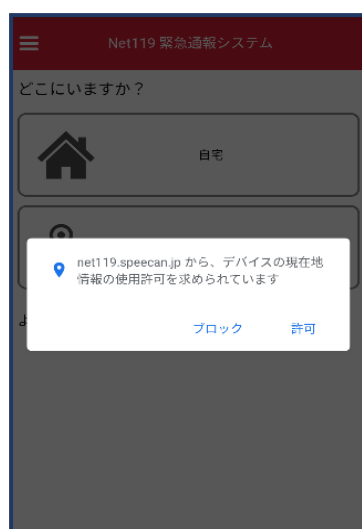 Net119 緊急通報システム
どこにいますか？
自宅
net119.speecan.jp から、デバイスの現在地
情報の使用許可を求められています
ブロック
許可
よ